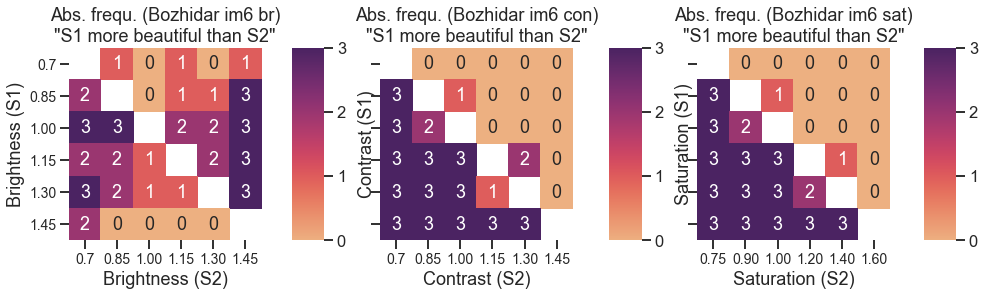 Abs. frequ. (Bozhidar im6 br)
"S1 more beautiful than S2"
Brightness (S1)
0.7 1 0 1 0 1
0.85 2 0 1 1 3
1.00 3 3 2 2 3
1.15 2 2 1 2 3
1.30 3 2 1 1 3
1.45 2 0 0 0 0
0.7 0.85 1.00 1.15 1.30 1.45
Brightness (S2)
3
2
1
0
Abs. frequ. (Bozhidar im6 con)
"S1 more beautiful than S2"
Contrast (S1)
0 0 0 0 0
3 1 0 0 0
3 2 0 0 0
3 3 3 2 0
3 3 3 1 0
3 3 3 3 3
0.7 0.85 1.00 1.15 1.30 1.45
Contrast (S2)
3
2
1
0
Abs. frequ. (Bozhidar im6 sat)
"S1 more beautiful than S2"
Saturation (S1)
0 0 0 0 0
3 1 0 0 0
3 2 0 0 0
3 3 3 1 0
3 3 3 2 0
3 3 3 3 3
0.75 0.90 1.00 1.20 1.40 1.60
Saturation (S2)
3
2
1
0